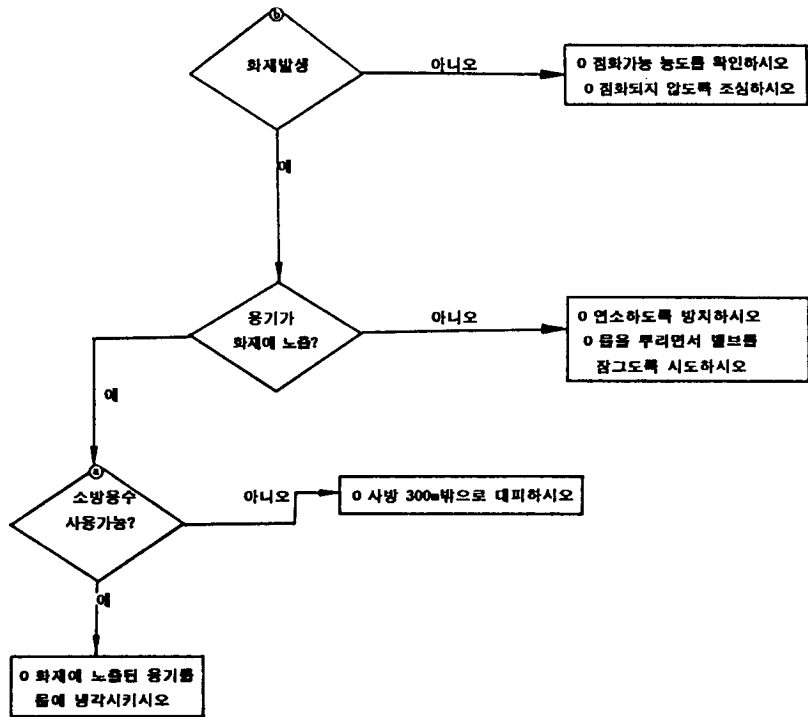 ⓑ
화재발생
아니오
o 점화가능 농도를 확인하시오
o 점화되지 않도록 조심하시오
예
용기가
화재에 노출?
아니오
o 연소하도록 방치하시오
o 물을 뿌리면서 밸브를
잠그도록 시도하시오
예
ⓐ
소방용수
사용가능?
아니오
o 사방 300m밖으로 대피하시오
예
o 화재에 노출된 용기를
물에 냉각시키시오